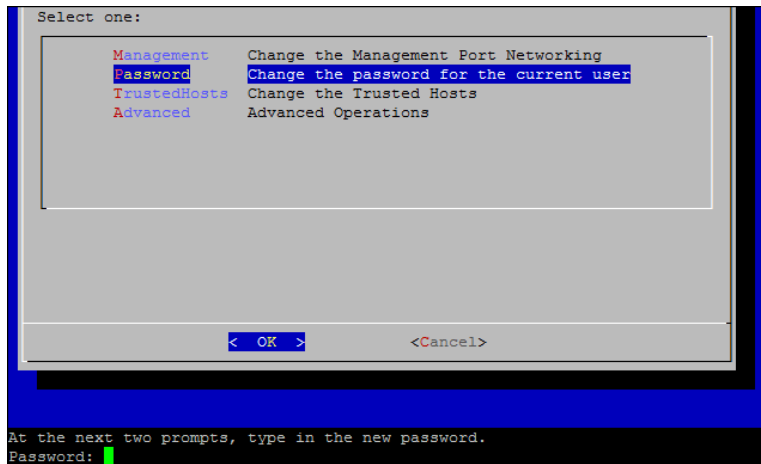 Select one:
Management Change the Management Port Networking
Password Change the password for the current user
TrustedHosts Change the Trusted Hosts
Advanced Advanced Operations
< OK > <Cancel>
At the next two prompts, type in the new password.
Password: